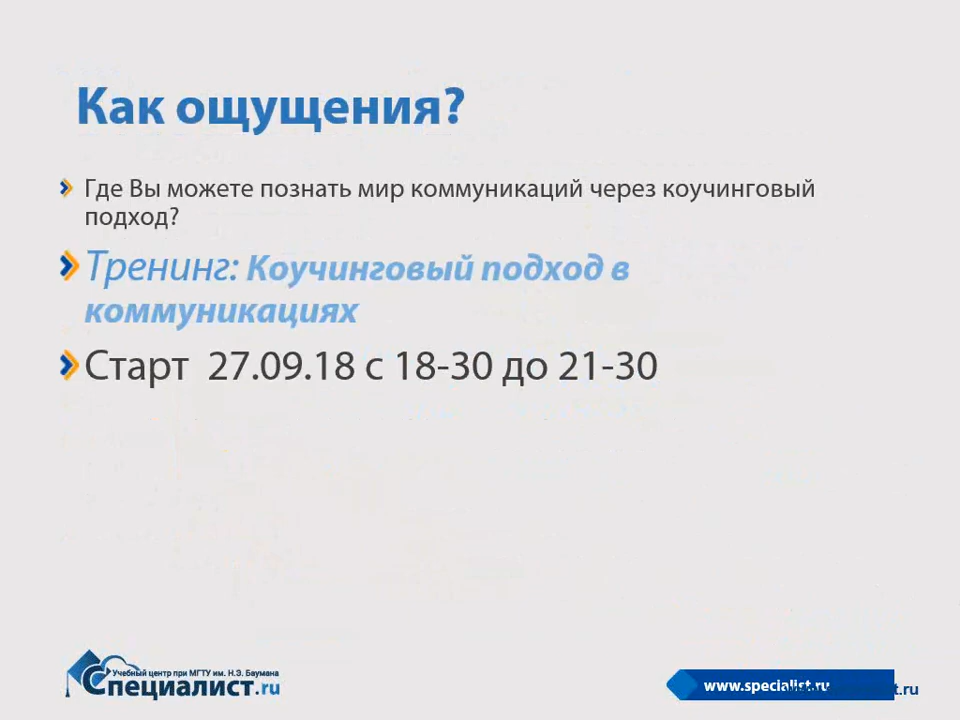 Как ощущения?
Где Вы можете познать мир коммуникаций через коучинговый
подход?
Тренинг: Коучинговый подход в
коммуникациях
Старт 27.09.18 с 18-30 до 21-30
Учебный центр при МГТУ им. Н.Э. Баумана
Специалист.ru
www.specialist.ru